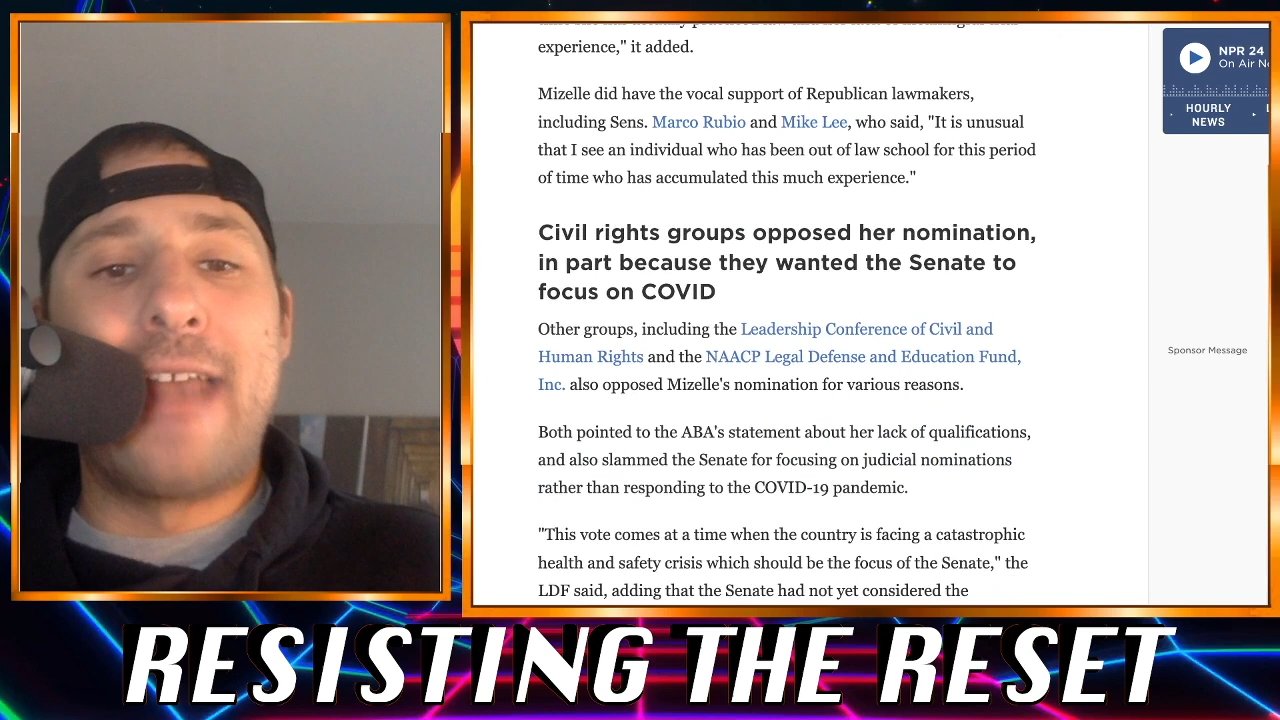 experience," it added.
Mizelle did have the vocal support of Republican lawmakers,
including Sens. Marco Rubio and Mike Lee, who said, "It is unusual
that I see an individual who has been out of law school for this period
of time who has accumulated this much experience."
Civil rights groups opposed her nomination,
in part because they wanted the Senate to
focus on COVID
Other groups, including the Leadership Conference of Civil and
Human Rights and the NAACP Legal Defense and Education Fund,
Inc. also opposed Mizelle's nomination for various reasons.
Both pointed to the ABA's statement about her lack of qualifications,
and also slammed the Senate for focusing on judicial nominations
rather than responding to the COVID-19 pandemic.
"This vote comes at a time when the country is facing a catastrophic
health and safety crisis which should be the focus of the Senate," the
LDF said, adding that the Senate had not yet considered the
NPR 24
On Air
HOURLY
NEWS
Sponsor Message
RESISTING THE RESET